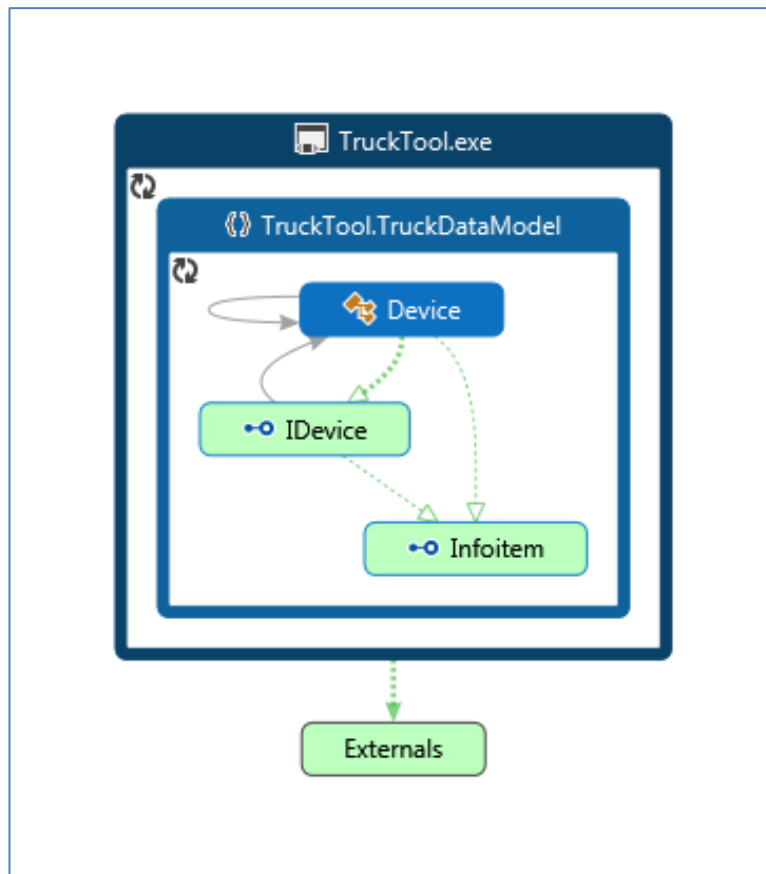 TruckTool.exe
TruckTool.TruckDataModel
Device
IDevice
Infoitem
Externals